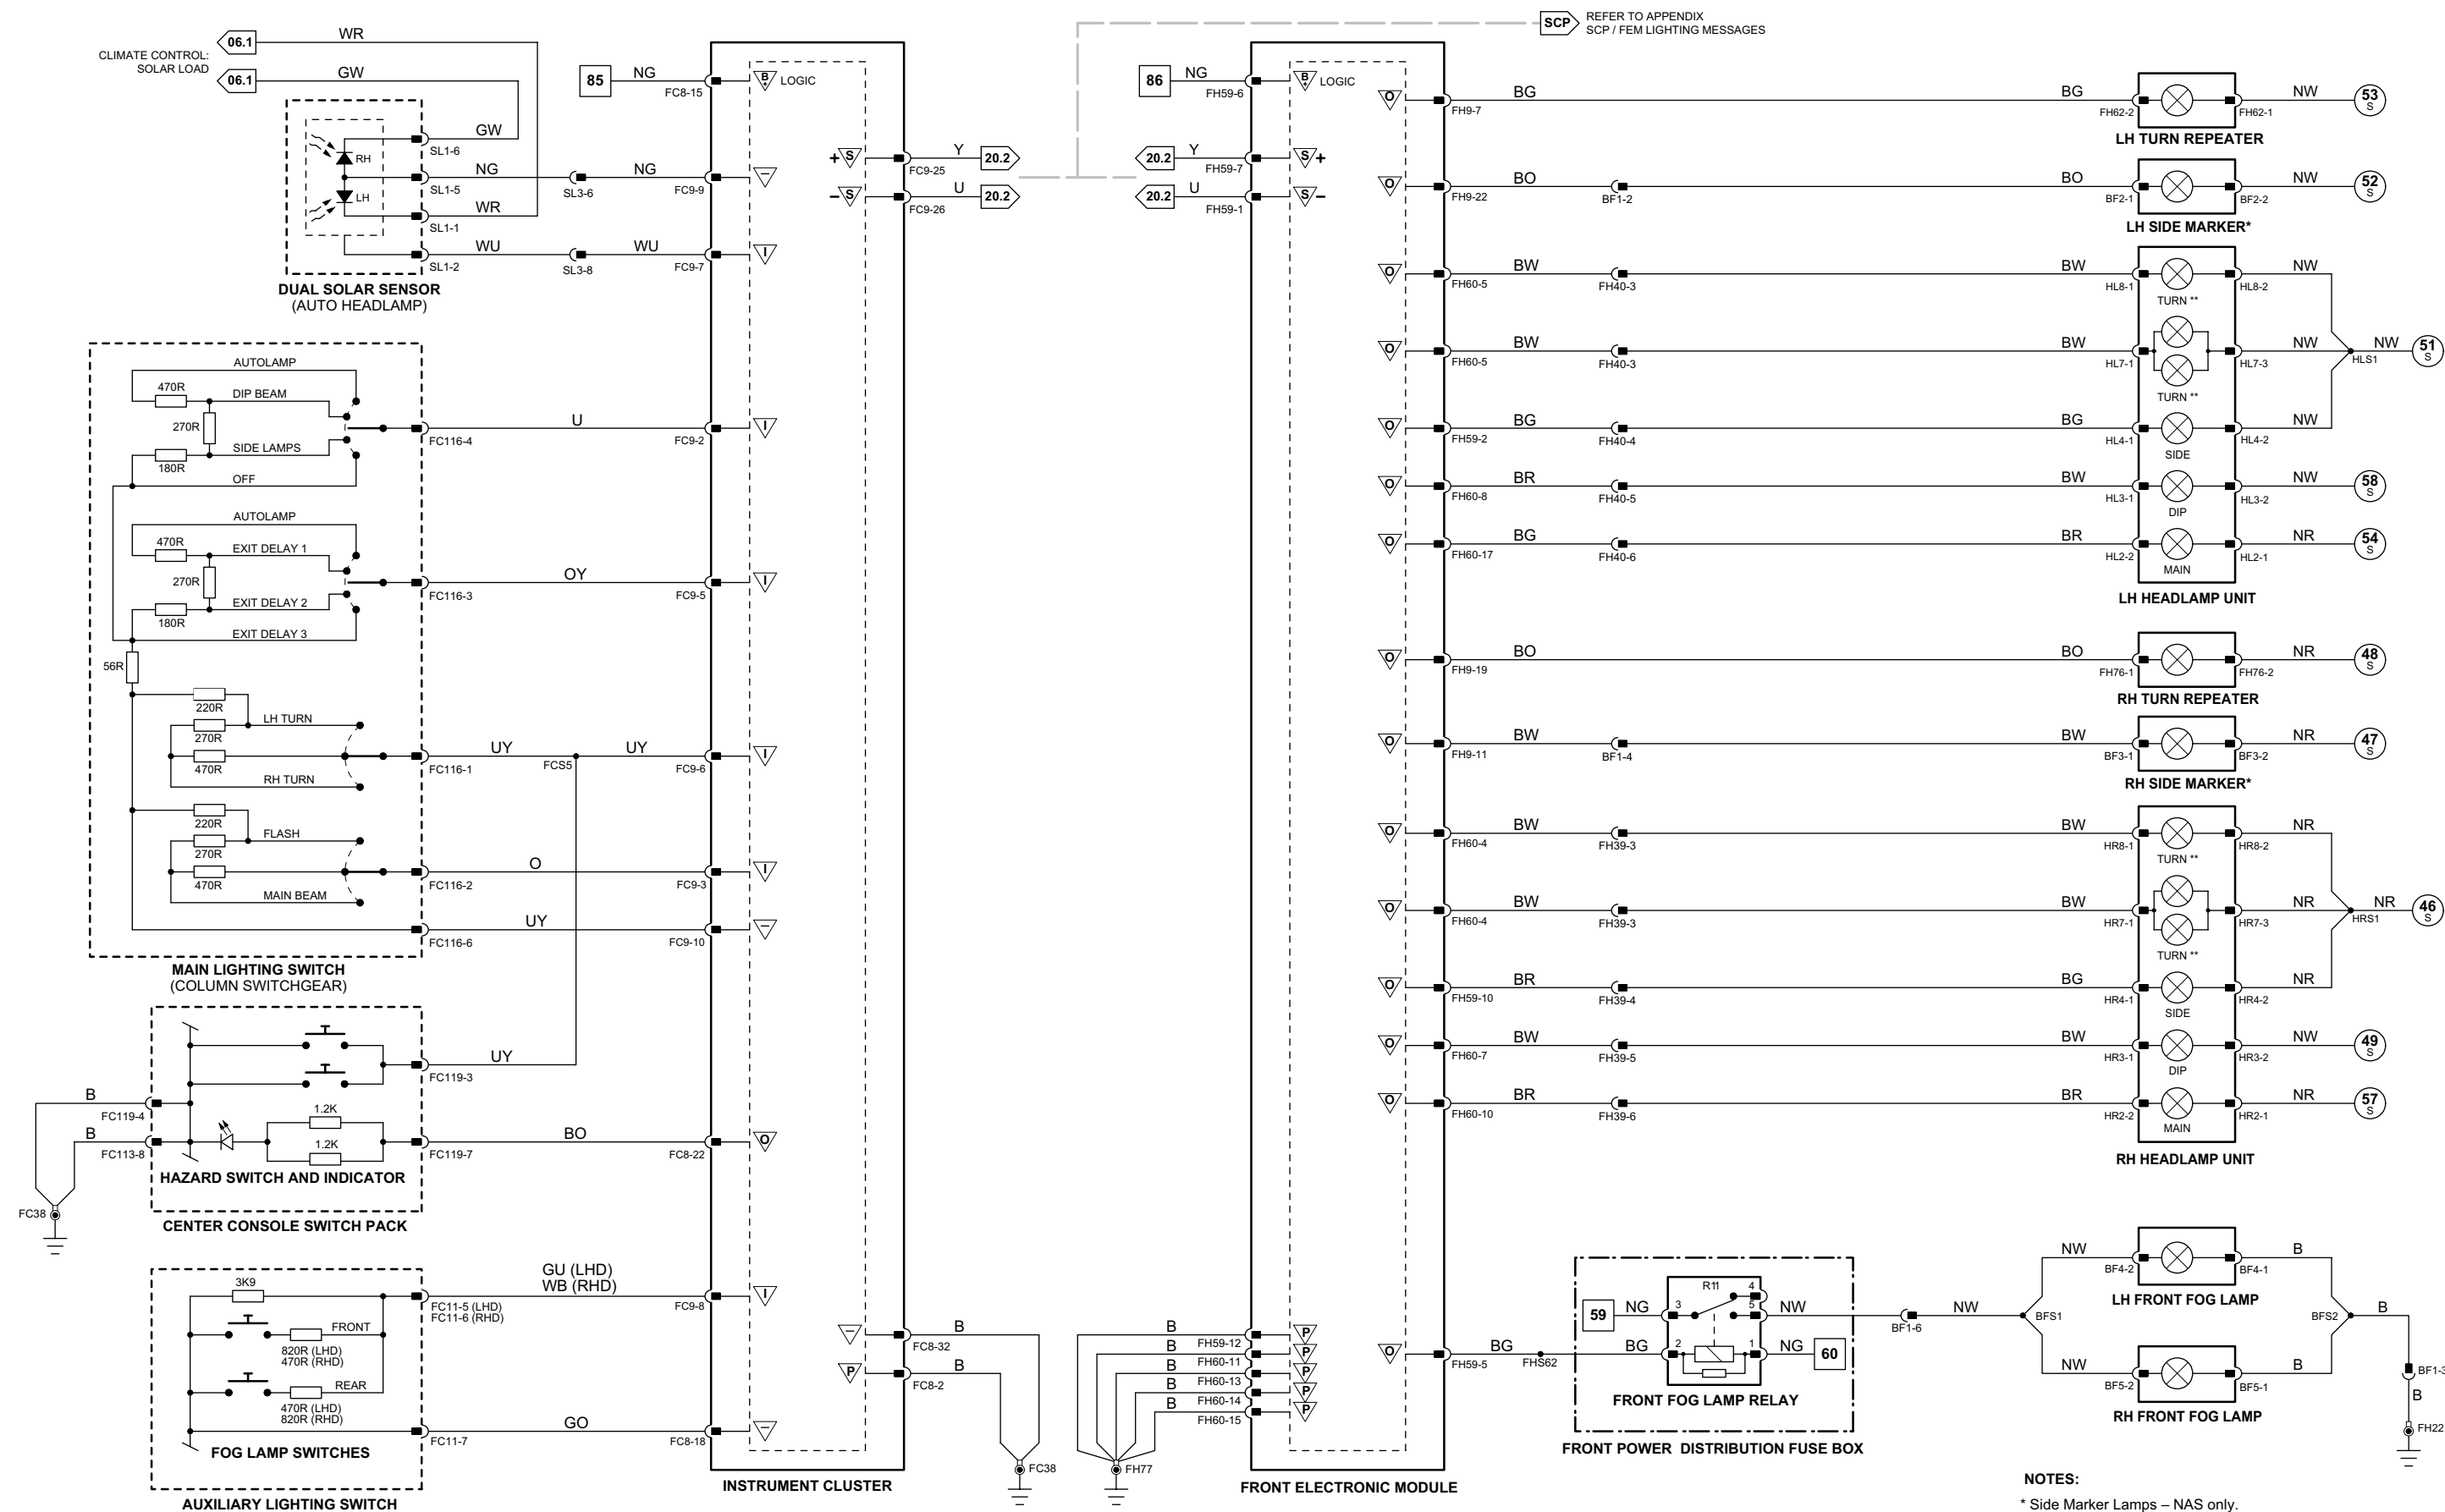 SCP
REFER TO APPENDIX
SCP / FEM LIGHTING MESSAGES
CLIMATE CONTROL:
SOLAR LOAD
06.1 WR
06.1 GW
RH
LH
GW
SL1-6
NG
SL1-5
SL3-6
NG
FC9-9
WR
SL1-1
WU
SL1-2
SL3-8
WU
FC9-7
DUAL SOLAR SENSOR
(AUTO HEADLAMP)
AUTOLAMP
470R
DIP BEAM
270R
SIDE LAMPS
180R
OFF
FC116-4
U
FC9-2
I
AUTOLAMP
470R
EXIT DELAY 1
270R
EXIT DELAY 2
180R
EXIT DELAY 3
FC116-3
OY
FC9-5
I
56R
220R
LH TURN
270R
470R
RH TURN
FC116-1
UY
FCS5
UY
FC9-6
I
220R
FLASH
270R
470R
MAIN BEAM
FC116-2
O
FC9-3
I
FC116-6
UY
FC9-10
–
MAIN LIGHTING SWITCH
(COLUMN SWITCHGEAR)
FC119-3
UY
B
FC119-4
B
FC113-8
1.2K
1.2K
FC119-7
BO
FC8-22
O
HAZARD SWITCH AND INDICATOR
FC38
CENTER CONSOLE SWITCH PACK
3K9
FRONT
820R (LHD)
470R (RHD)
REAR
470R (LHD)
820R (RHD)
GU (LHD)
WB (RHD)
FC11-5 (LHD)
FC11-6 (RHD)
FC9-8
I
FC11-7
GO
FC8-18
–
FOG LAMP SWITCHES
AUXILIARY LIGHTING SWITCH
85 NG
FC8-15
B+ LOGIC
–
I
+ S
FC9-25
Y 20.2
– S
FC9-26
U 20.2
–
FC8-32
B
P
FC8-2
B
FC38
INSTRUMENT CLUSTER
86 NG
FH59-6
B+ LOGIC
20.2 Y
FH59-7
S +
20.2 U
FH59-1
S –
B
FH59-12
P
B
FH60-11
P
B
FH60-13
P
B
FH60-14
P
B
FH60-15
P
FH77
FRONT ELECTRONIC MODULE
O FH9-7 BG BG FH62-2 FH62-1 NW 53 S
LH TURN REPEATER
O FH9-22 BO BF1-2 BO BF2-1 BF2-2 NW 52 S
LH SIDE MARKER*
O FH60-5 BW FH40-3 BW HL8-1 HL8-2 NW
TURN **
O FH60-5 BW FH40-3 BW HL7-1 HL7-3 NW HLS1 NW 51 S
TURN **
O FH59-2 BG FH40-4 BG HL4-1 HL4-2 NW
SIDE
O FH60-8 BR FH40-5 BW HL3-1 HL3-2 NW 58 S
DIP
O FH60-17 BG FH40-6 BR HL2-2 HL2-1 NR 54 S
MAIN
LH HEADLAMP UNIT
O FH9-19 BO BO FH76-1 FH76-2 NR 48 S
RH TURN REPEATER
O FH9-11 BW BF1-4 BW BF3-1 BF3-2 NR 47 S
RH SIDE MARKER*
O FH60-4 BW FH39-3 BW HR8-1 HR8-2 NR
TURN **
O FH60-4 BW FH39-3 BW HR7-1 HR7-3 NR HRS1 NR 46 S
TURN **
O FH59-10 BR FH39-4 BG HR4-1 HR4-2 NR
SIDE
O FH60-7 BW FH39-5 BW HR3-1 HR3-2 NW 49 S
DIP
O FH60-10 BR FH39-6 BR HR2-2 HR2-1 NR 57 S
MAIN
RH HEADLAMP UNIT
O FH59-5 BG FHS62 BG
R11
59 NG 3 4
5 NW
2 1 NG 60
FRONT FOG LAMP RELAY
FRONT POWER DISTRIBUTION FUSE BOX
BF1-6
NW
BFS1
NW BF4-2 BF4-1 B
LH FRONT FOG LAMP
NW BF5-2 BF5-1 B
RH FRONT FOG LAMP
BFS2 B
BF1-3
B
FH22
NOTES:
* Side Marker Lamps – NAS only.